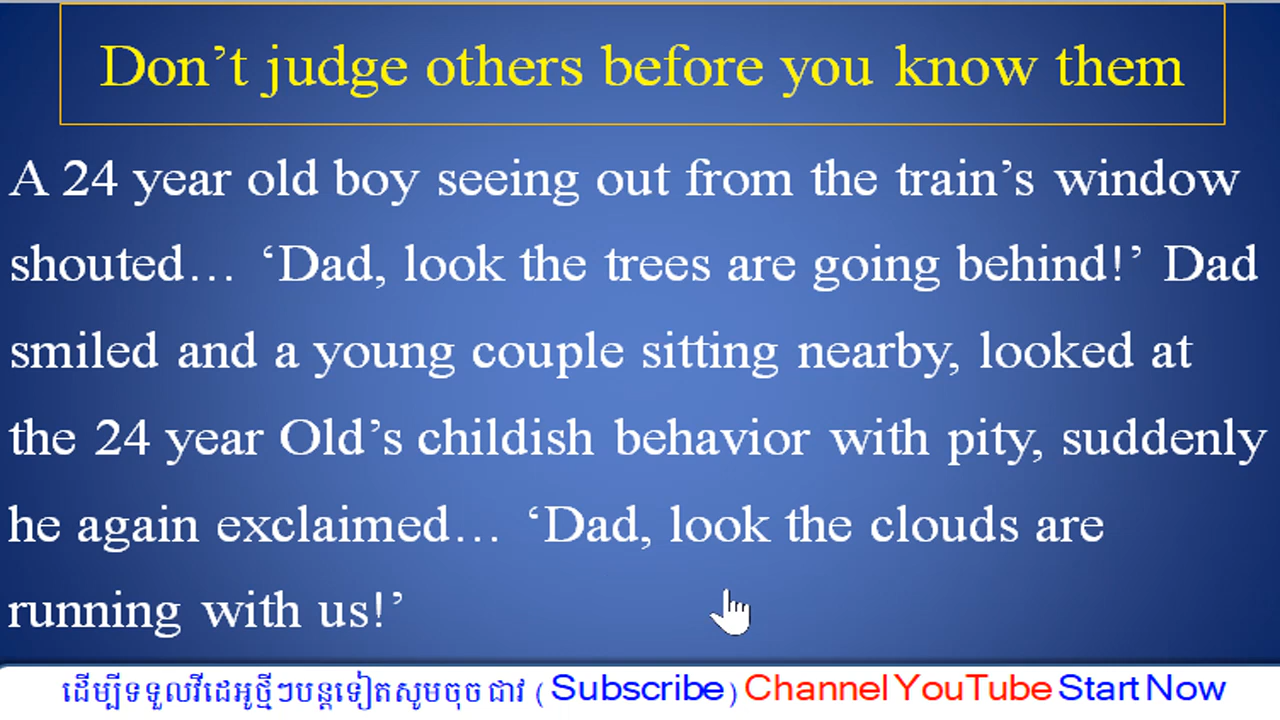 Don’t judge others before you know them
A 24 year old boy seeing out from the train’s window
shouted… ‘Dad, look the trees are going behind!’ Dad
smiled and a young couple sitting nearby, looked at
the 24 year Old’s childish behavior with pity, suddenly
he again exclaimed… ‘Dad, look the clouds are
running with us!’
ដើម្បីទទួលវីដេអូថ្មីៗបន្តទៀតសូមចុច ជាវ ( Subscribe ) Channel YouTube Start Now